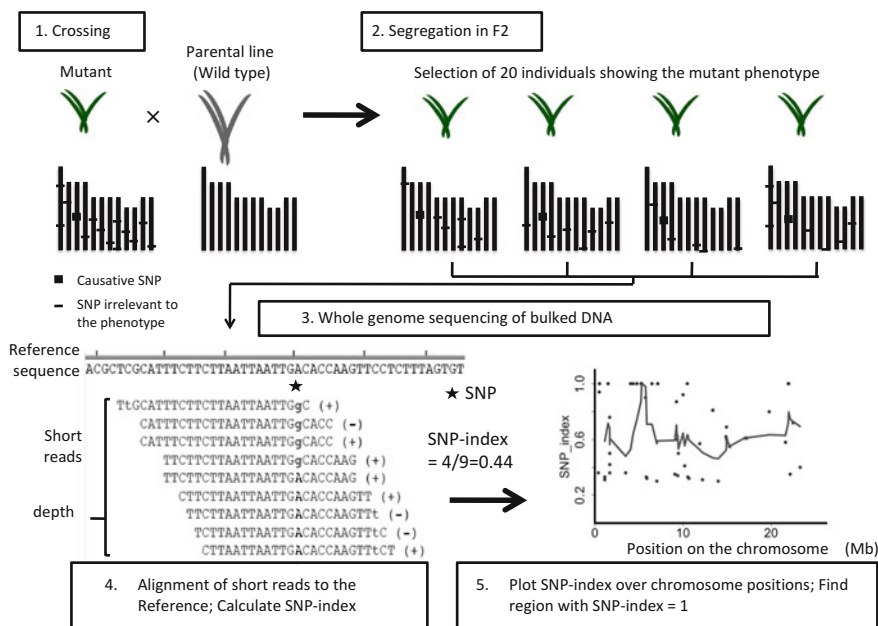 1. Crossing
2. Segregation in F2
Mutant
Parental line
(Wild type)
×
Selection of 20 individuals showing the mutant phenotype
Causative SNP
SNP irrelevant to
the phenotype
3. Whole genome sequencing of bulked DNA
Reference
sequence
ACGCTCGCATTTCTTCTTAATTAATTGACACCAAGTTCCTCTTTAGTGT
★ SNP
Short
reads
depth
TtGCATTTCTTCTTAATTAATTGgC (+)
CATTTCTTCTTAATTAATTGgCACC (-)
CATTTCTTCTTAATTAATTGgCACC (+)
TTCTTCTTAATTAATTGgCACCAAG (+)
TTCTTCTTAATTAATTGACACCAAG (+)
CTTCTTAATTAATTGACACCAAGTT (+)
TTCTTAATTAATTGACACCAAGTTt (-)
TCTTAATTAATTGACACCAAGTTtC (-)
CTTAATTAATTGACACCAAGTTtCT (+)
SNP-index
= 4/9=0.44
SNP_index
1.0
0.6
0.2
0
10
20
Position on the chromosome (Mb)
4. Alignment of short reads to the
Reference; Calculate SNP-index
5. Plot SNP-index over chromosome positions; Find
region with SNP-index = 1